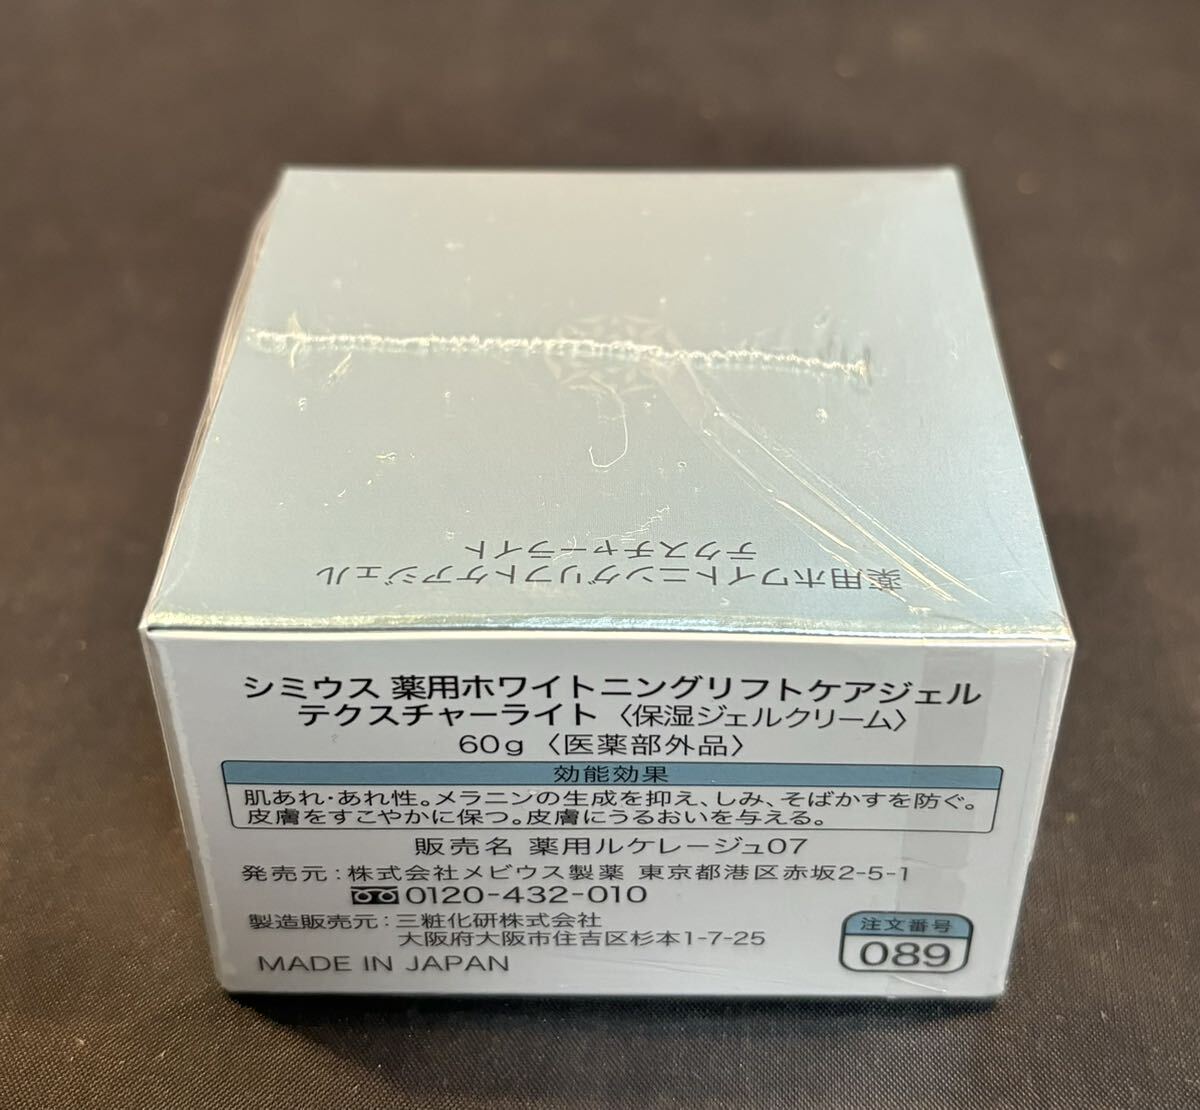 薬用ホワイトニングリフトケアジェル
テクスチャーライト
シミウス 薬用ホワイトニングリフトケアジェル
テクスチャーライト〈保湿ジェルクリーム〉
60g〈医薬部外品〉
効能効果
肌あれ・あれ性。メラニンの生成を抑え、しみ、そばかすを防ぐ。
皮膚をすこやかに保つ。皮膚にうるおいを与える。
販売名 薬用ルケレージュ07
発売元：株式会社メビウス製薬 東京都港区赤坂2-5-1
0120-432-010
製造販売元：三粧化研株式会社
大阪府大阪市住吉区杉本1-7-25
MADE IN JAPAN
注文番号
089